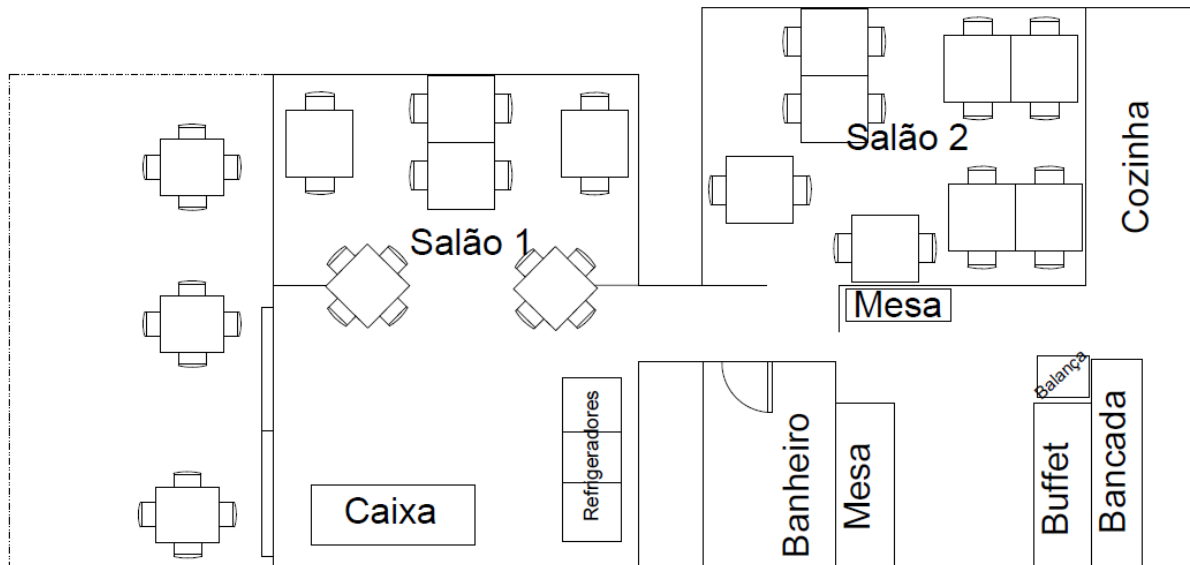 Salão 2
Cozinha
Salão 1
Mesa
Balança
Refrigeradores
Caixa
Banheiro
Mesa
Buffet
Bancada